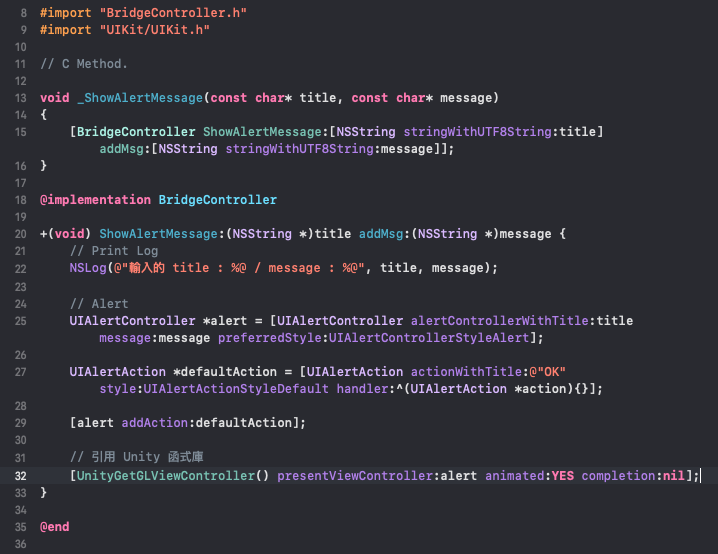 8 #import "BridgeController.h"
9 #import "UIKit/UIKit.h"
10
11 // C Method.
12
13 void _ShowAlertMessage(const char* title, const char* message)
14 {
15     [BridgeController ShowAlertMessage:[NSString stringWithUTF8String:title]
        addMsg:[NSString stringWithUTF8String:message]];
16 }
17
18 @implementation BridgeController
19
20 +(void) ShowAlertMessage:(NSString *)title addMsg:(NSString *)message {
21     // Print Log
22     NSLog(@"輸入的 title : %@ / message : %@", title, message);
23
24     // Alert
25     UIAlertController *alert = [UIAlertController alertControllerWithTitle:title
        message:message preferredStyle:UIAlertControllerStyleAlert];
26
27     UIAlertAction *defaultAction = [UIAlertAction actionWithTitle:@"OK"
        style:UIAlertActionStyleDefault handler:^(UIAlertAction *action){}];
28
29     [alert addAction:defaultAction];
30
31     // 引用 Unity 函式庫
32     [UnityGetGLViewController() presentViewController:alert animated:YES completion:nil];
33 }
34
35 @end
36